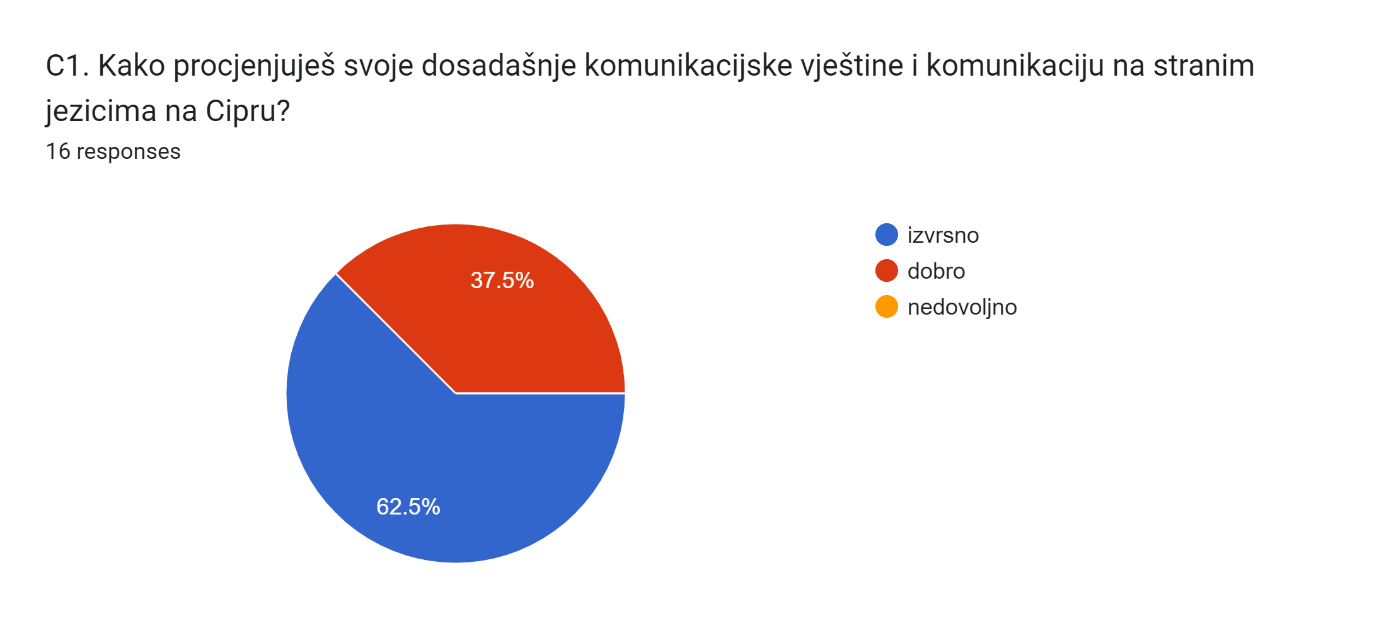 C1. Kako procjenjuješ svoje dosadašnje komunikacijske vještine i komunikaciju na stranim
jezicima na Cipru?
16 responses
37.5%
62.5%
izvrsno
dobro
nedovoljno